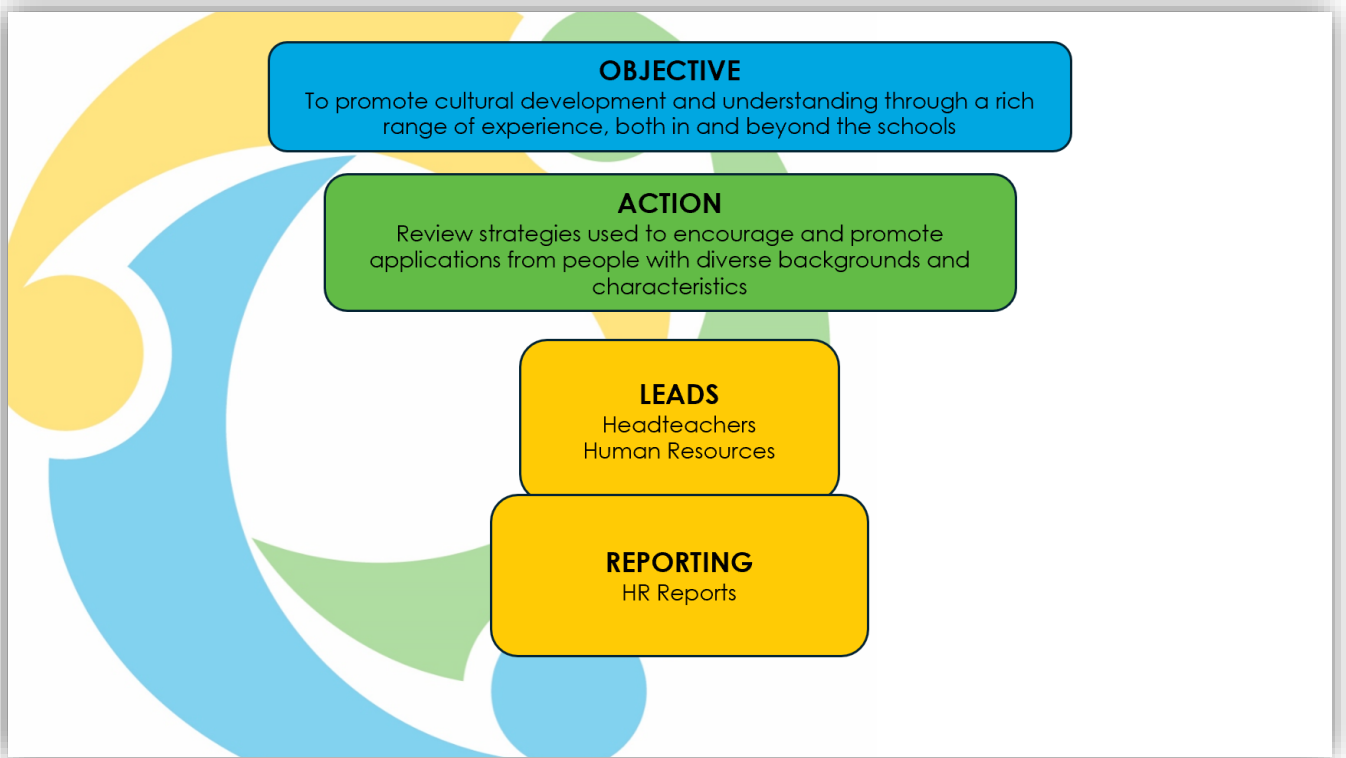 OBJECTIVE
To promote cultural development and understanding through a rich
range of experience, both in and beyond the schools
ACTION
Review strategies used to encourage and promote
applications from people with diverse backgrounds and
characteristics
LEADS
Headteachers
Human Resources
REPORTING
HR Reports